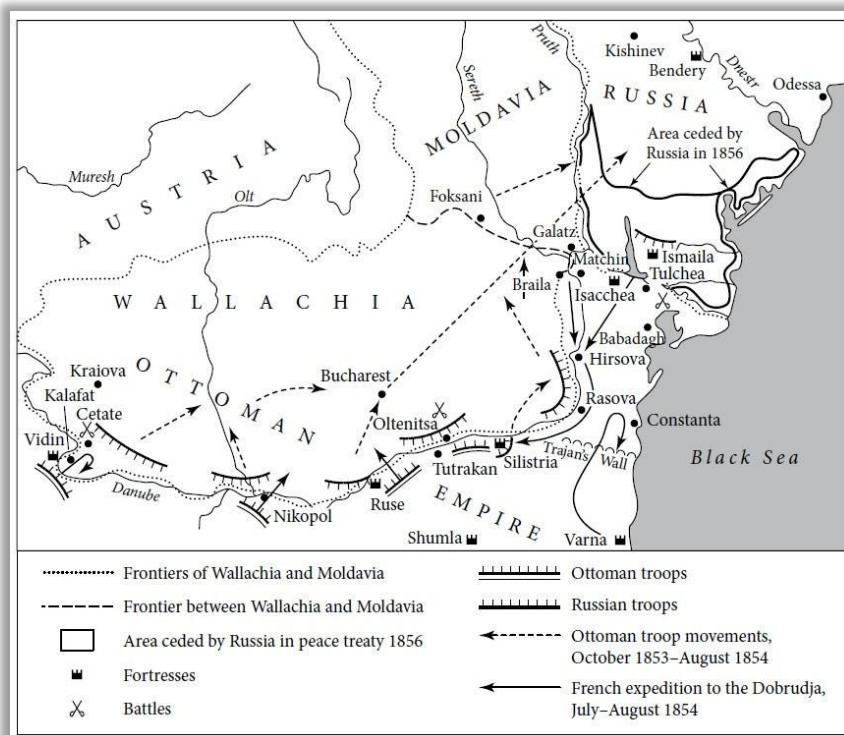 Pruth
Kishinev
Bendery
Dnestr
Odessa
Sereth
MOLDAVIA
RUSSIA
Area ceded by
Russia in 1856
Muresh
AUSTRIA
Olt
Foksani
Galatz
Matchin
Ismaila
Tulchea
Braila
Isacchea
WALLACHIA
Babadagh
Hirsova
Kraiova
OTTOMAN
Bucharest
Rasova
Kalafat
Cetate
Oltenitsa
Constanta
Vidin
Trajan's Wall
Black Sea
Tutrakan
Silistria
Danube
Nikopol
Ruse
EMPIRE
Shumla
Varna
Frontiers of Wallachia and Moldavia
Frontier between Wallachia and Moldavia
Area ceded by Russia in peace treaty 1856
Fortresses
Battles
Ottoman troops
Russian troops
Ottoman troop movements,
October 1853–August 1854
French expedition to the Dobrudja,
July–August 1854